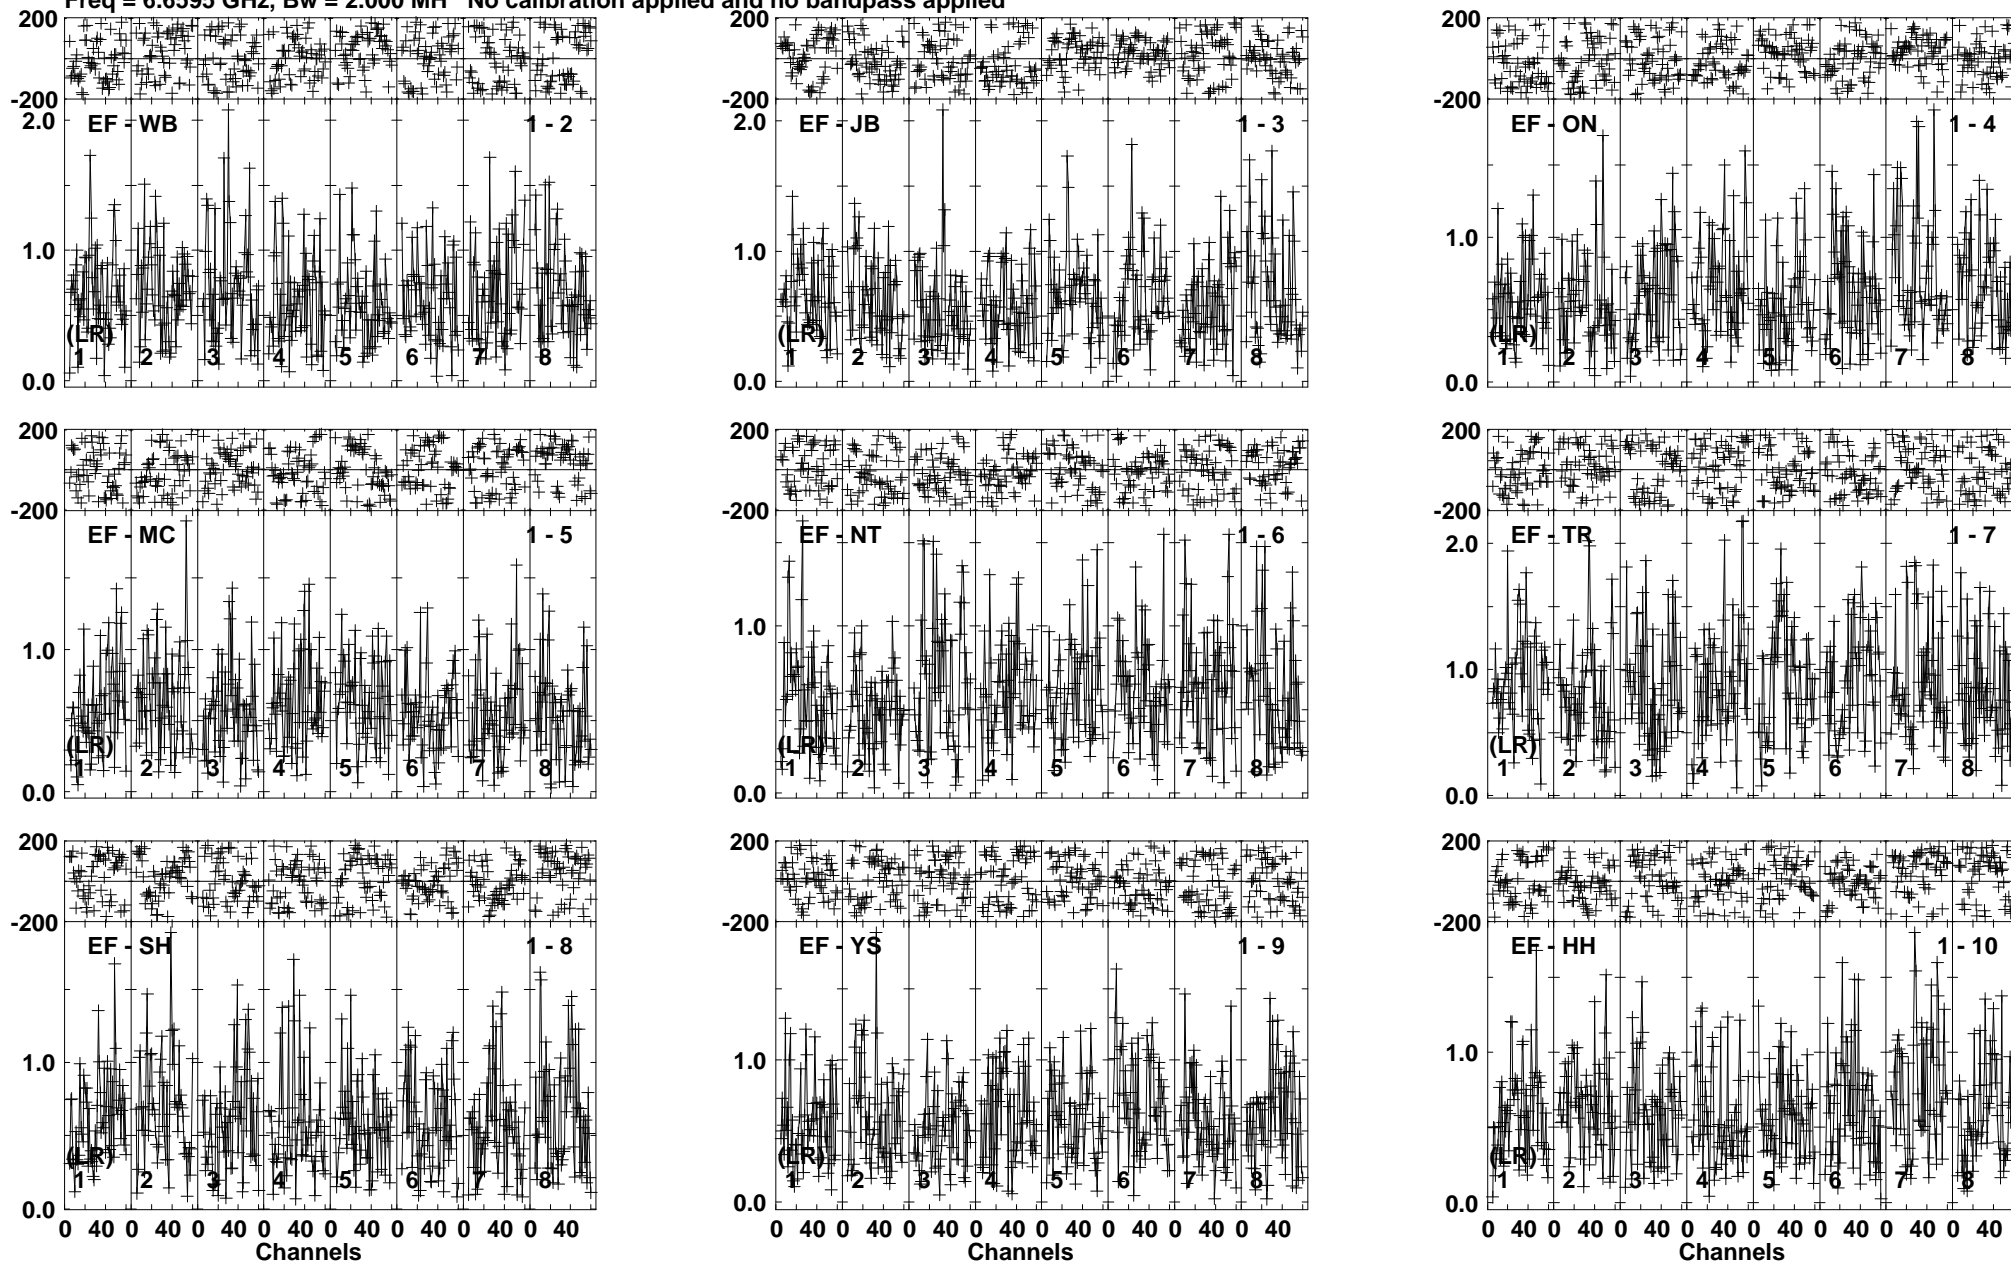 Freq = 6.6595 GHz, Bw = 2.000 MH No calibration applied and no bandpass applied
200 200 200
-200 -200 -200
2.0 EF - WB 1 - 2 2.0 EF - JB 1 - 3 EF - ON 1 - 4
1.0 1.0 1.0
(LR) (LR) (LR)
1 2 3 4 5 6 7 8 1 2 3 4 5 6 7 8 1 2 3 4 5 6 7 8
0.0 0.0 0.0
200 200 200
-200 -200 -200
EF - MC 1 - 5 EF - NT 1 - 6 2.0 EF - TR 1 - 7
1.0 1.0 1.0
(LR) (LR) (LR)
1 2 3 4 5 6 7 8 1 2 3 4 5 6 7 8 1 2 3 4 5 6 7 8
0.0 0.0 0.0
200 200 200
-200 -200 -200
EF - SH 1 - 8 EF - YS 1 - 9 EF - HH 1 - 10
1.0 1.0 1.0
(LR) (LR) (LR)
1 2 3 4 5 6 7 8 1 2 3 4 5 6 7 8 1 2 3 4 5 6 7 8
0.0 0.0 0.0
0 40 0 40 0 40 0 40 0 40 0 40 0 40 0 40 0 40 0 40 0 40 0 40 0 40 0 40 0 40 0 40 0 40 0 40 0 40 0 40 0 40 0 40 0 40 0 40
Channels Channels Channels